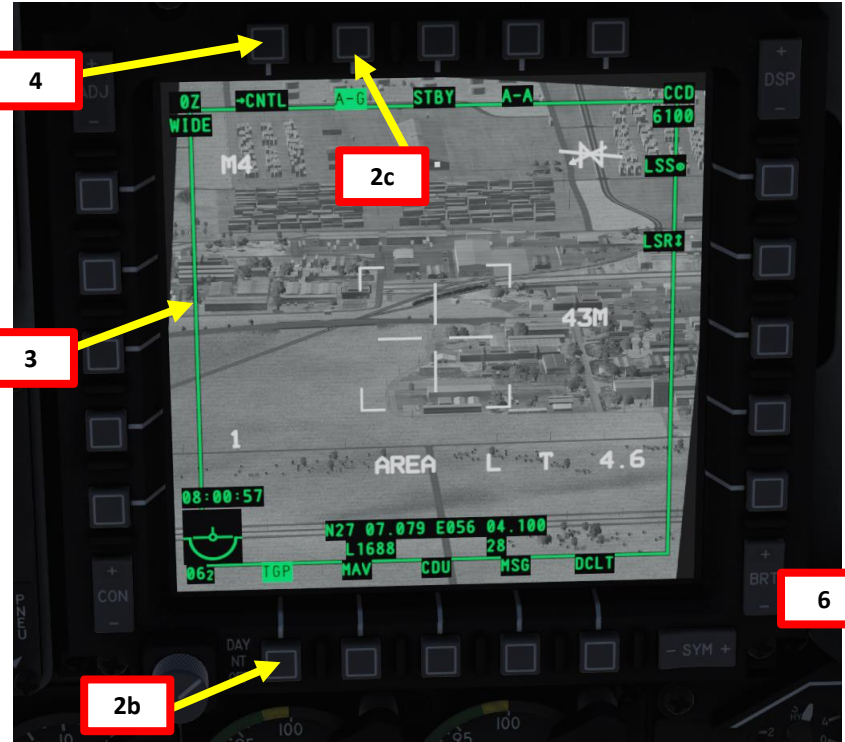 4
ADJ
DSP
0Z →CNTL A-G STBY A-A CCD
WIDE 6100
M4
2c
LSS
LSR↕
43M
3
1
AREA L T 4.6
08:00:57
N27 07.079 E056 04.100
L1688 28
062 TGP MAV CDU MSG DCLT
CON
BRT
6
PNEU
DAY
NT
- SYM +
2b
100
100
10
95